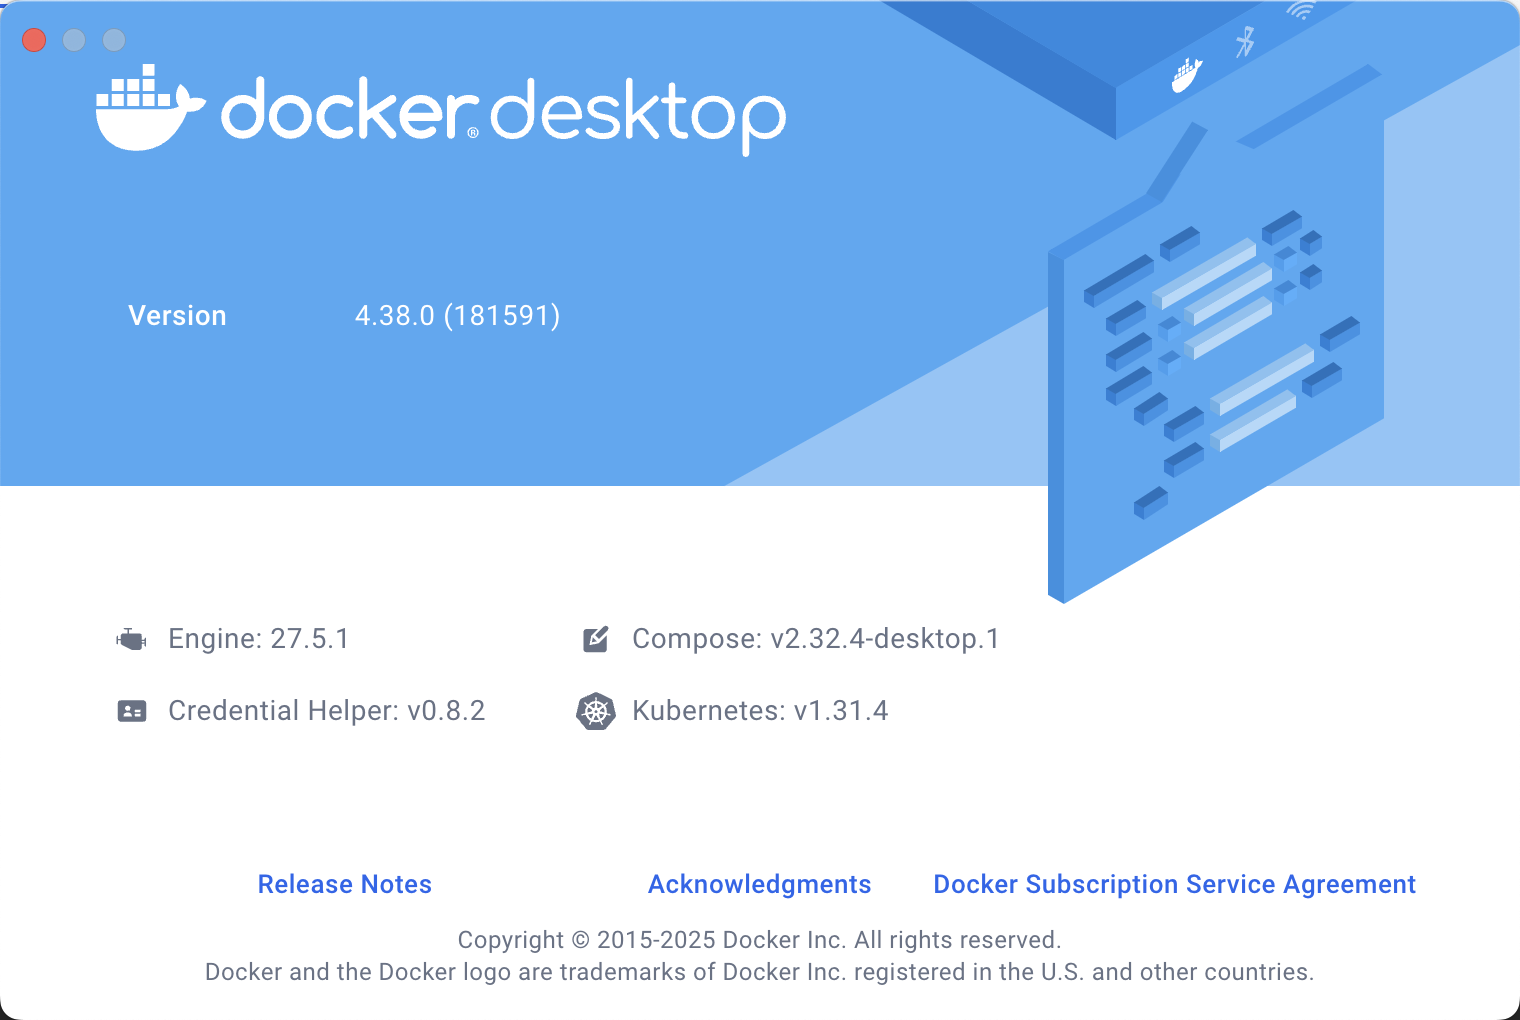 docker® desktop
Version 4.38.0 (181591)
Engine: 27.5.1
Compose: v2.32.4-desktop.1
Credential Helper: v0.8.2
Kubernetes: v1.31.4
Release Notes
Acknowledgments
Docker Subscription Service Agreement
Copyright © 2015-2025 Docker Inc. All rights reserved.
Docker and the Docker logo are trademarks of Docker Inc. registered in the U.S. and other countries.